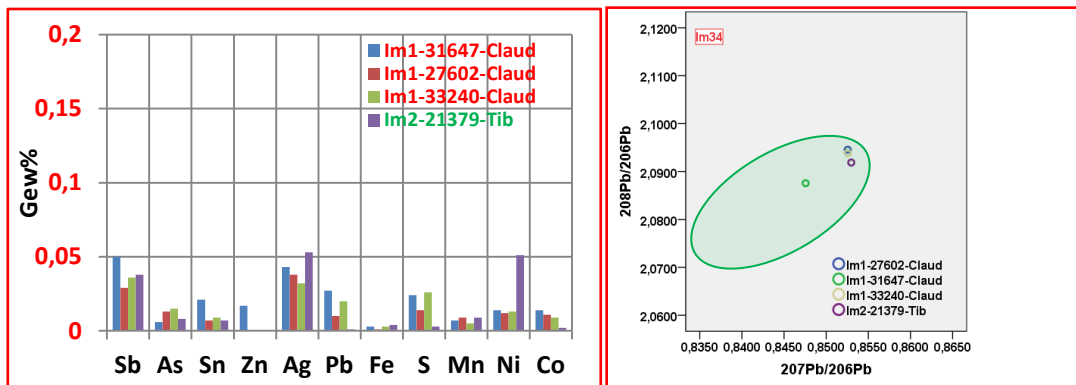 0,2
0,15
0,1
0,05
0
Gew%
Im1-31647-Claud
Im1-27602-Claud
Im1-33240-Claud
Im2-21379-Tib
Sb As Sn Zn Ag Pb Fe S Mn Ni Co
Im34
2,1200
2,1100
2,1000
2,0900
2,0800
2,0700
2,0600
208Pb/206Pb
Im1-27602-Claud
Im1-31647-Claud
Im1-33240-Claud
Im2-21379-Tib
0,8350 0,8400 0,8450 0,8500 0,8550 0,8600 0,8650
207Pb/206Pb